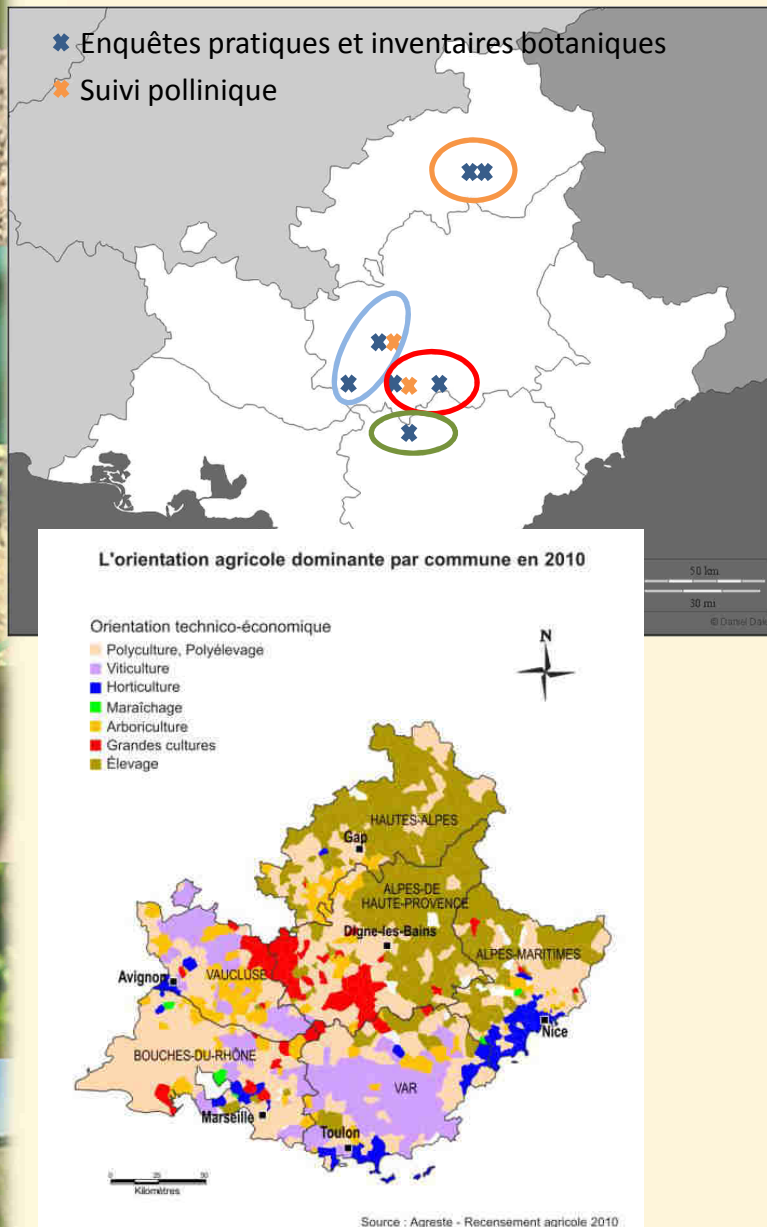 Enquêtes pratiques et inventaires botaniques
Suivi pollinique
50 km
30 mi
L'orientation agricole dominante par commune en 2010
Orientation technico-économique
Polyculture, Polyélevage
Viticulture
Horticulture
Maraîchage
Arboriculture
Grandes cultures
Élevage
N
HAUTES-ALPES
Gap
ALPES-DE
HAUTE-PROVENCE
Digne-les-Bains
ALPES-MARITIMES
Avignon
VAUCLUSE
Nice
BOUCHES-DU-RHÔNE
VAR
Marseille
Toulon
0 25 50
Kilomètres
Source : Agreste - Recensement agricole 2010